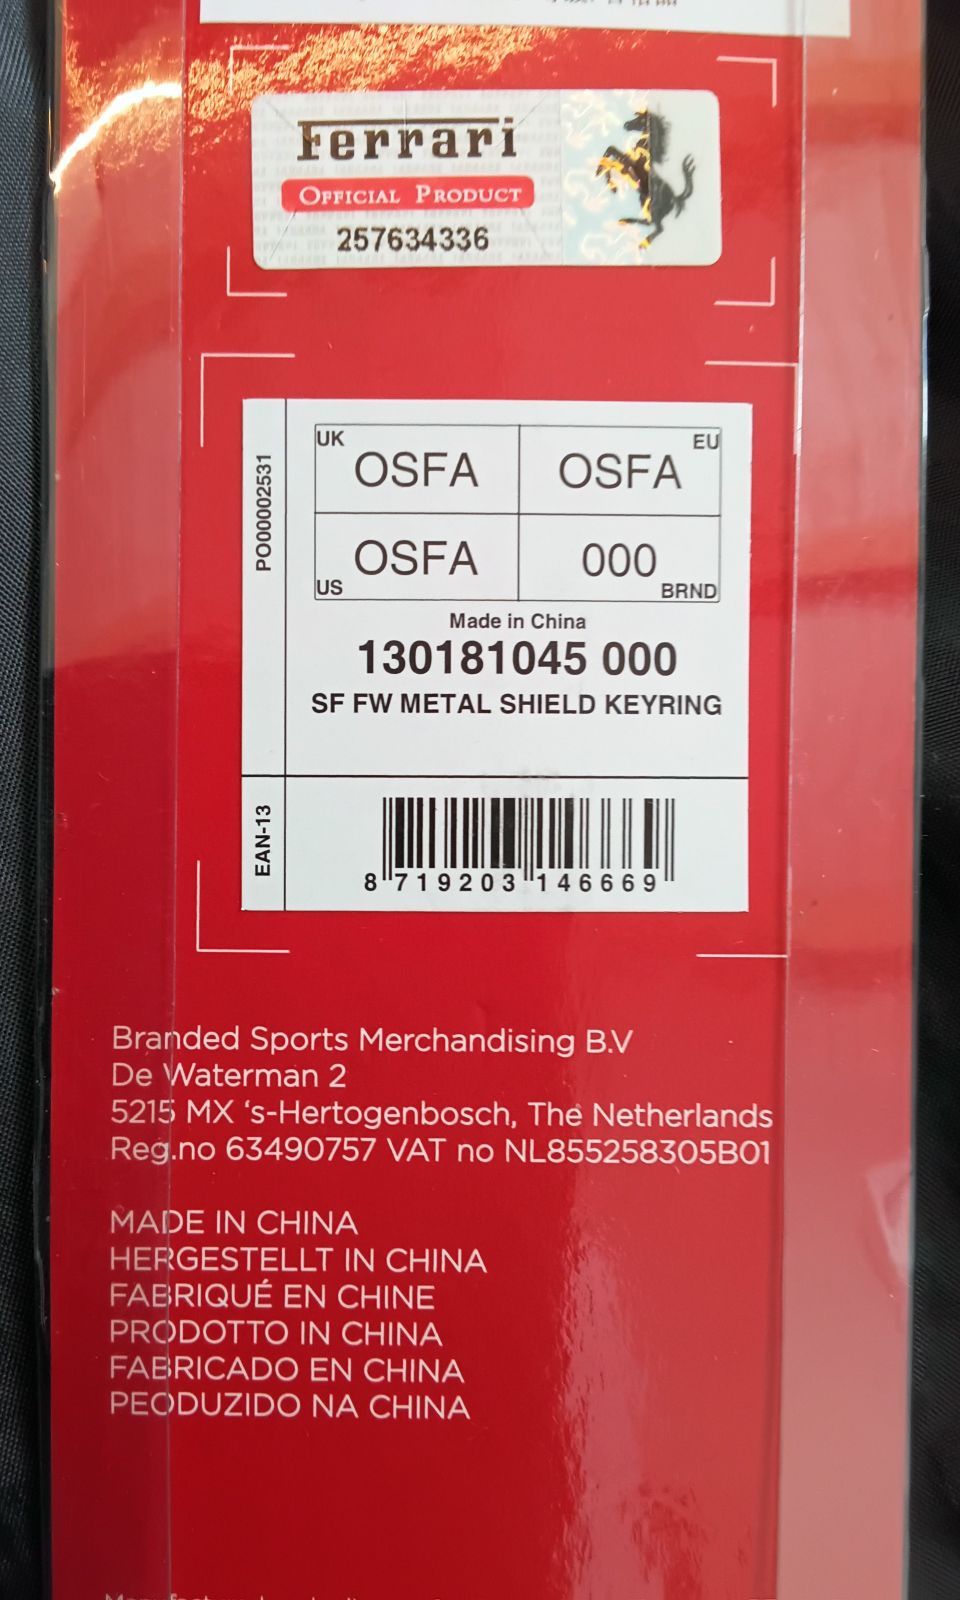 Ferrari
OFFICIAL PRODUCT
257634336
PO00002531
UK OSFA
OSFA EU
US OSFA
000 BRND
Made in China
130181045 000
SF FW METAL SHIELD KEYRING
EAN-13
8 719203 146669
Branded Sports Merchandising B.V
De Waterman 2
5215 MX ‘s-Hertogenbosch, The Netherlands
Reg.no 63490757 VAT no NL855258305B01
MADE IN CHINA
HERGESTELLT IN CHINA
FABRIQUÉ EN CHINE
PRODOTTO IN CHINA
FABRICADO EN CHINA
PEODUZIDO NA CHINA